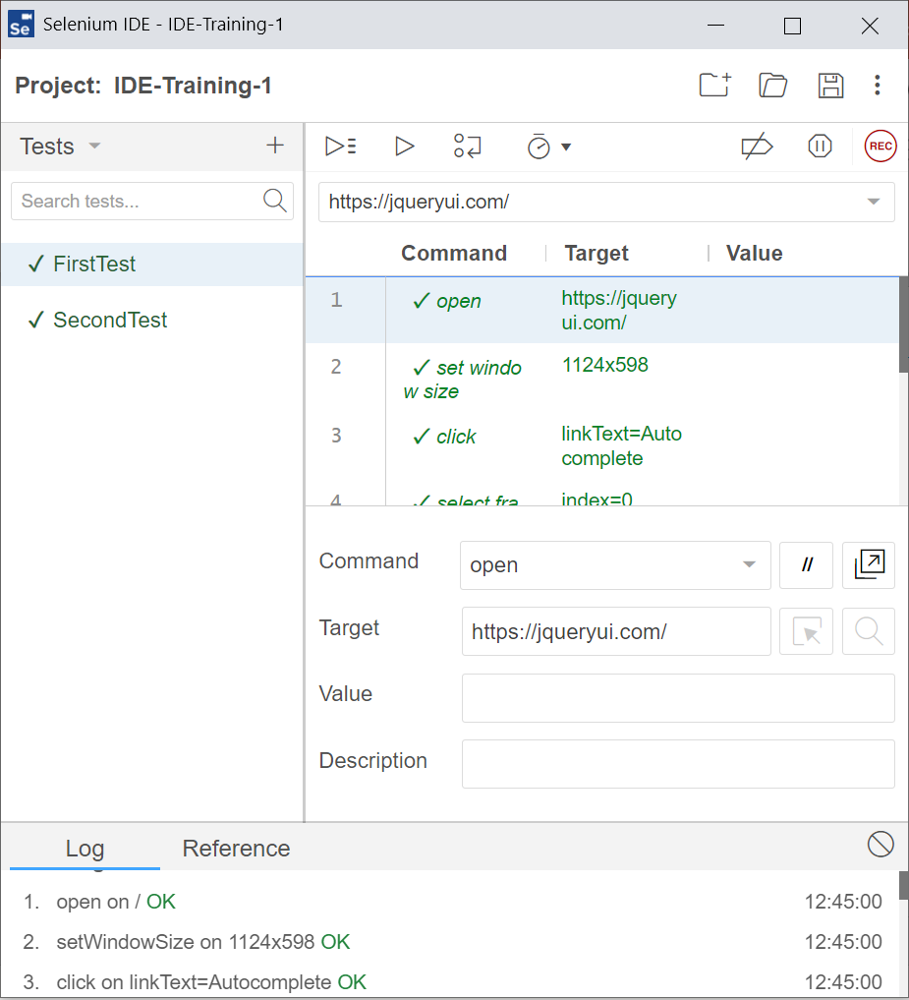 Se Selenium IDE - IDE-Training-1
Project: IDE-Training-1
Tests
+
REC
Search tests...
https://jqueryui.com/
✓ FirstTest
✓ SecondTest
Command Target Value
1 ✓ open https://jquery
ui.com/
2 ✓ set windo 1124x598
w size
3 ✓ click linkText=Auto
complete
4 ✓ select fra index=0
Command open //
Target https://jqueryui.com/
Value
Description
Log Reference
1. open on / OK 12:45:00
2. setWindowSize on 1124x598 OK 12:45:00
3. click on linkText=Autocomplete OK 12:45:00